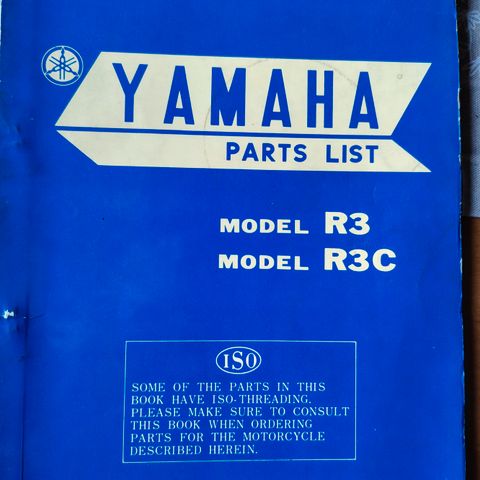 YAMAHA
PARTS LIST
MODEL R3
MODEL R3C
ISO
SOME OF THE PARTS IN THIS
BOOK HAVE ISO-THREADING.
PLEASE MAKE SURE TO CONSULT
THIS BOOK WHEN ORDERING
PARTS FOR THE MOTORCYCLE
DESCRIBED HEREIN.